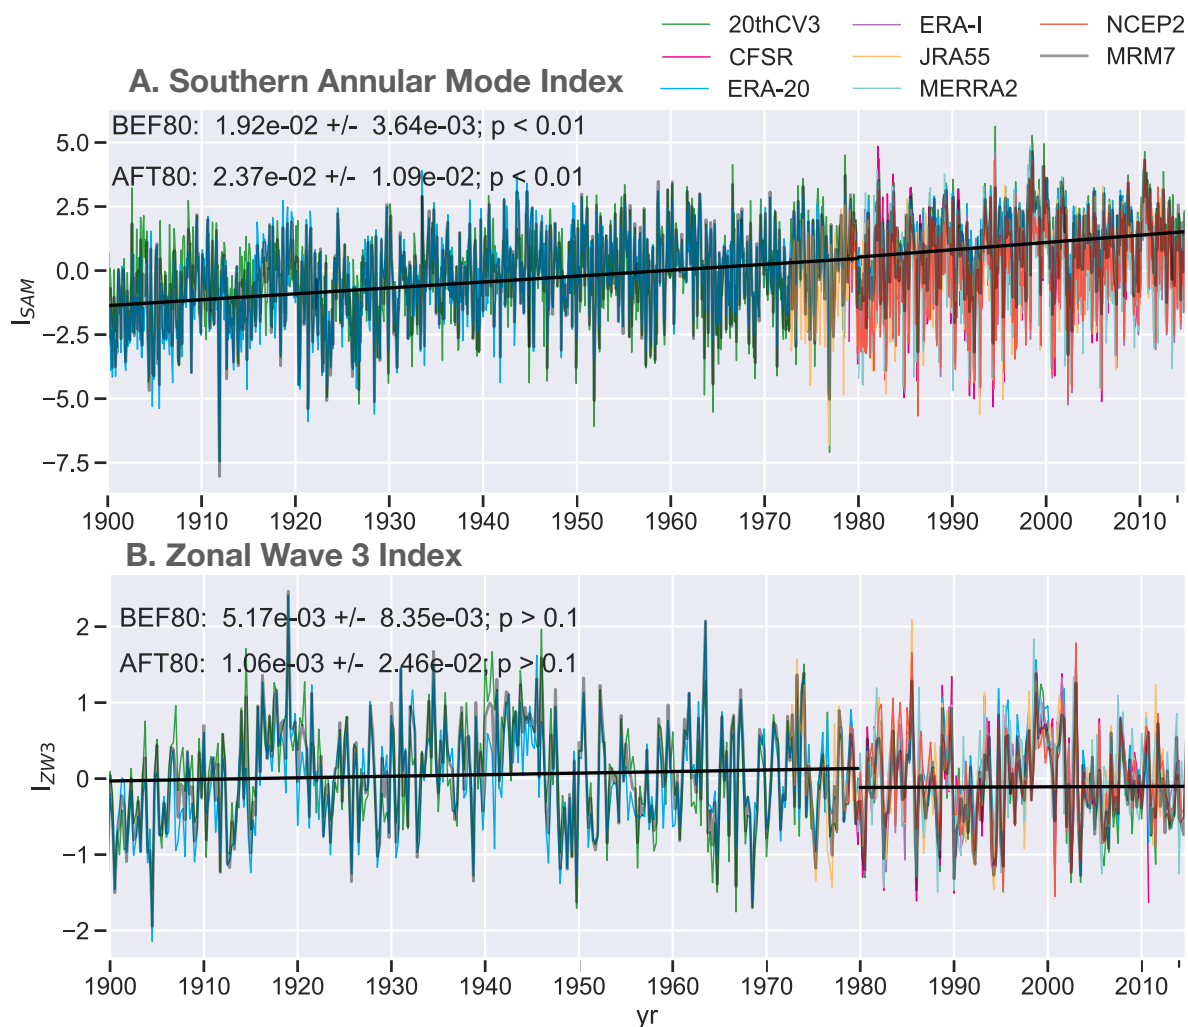 20thCV3 ERA-I NCEP2
CFSR JRA55 MRM7
ERA-20 MERRA2
A. Southern Annular Mode Index
BEF80: 1.92e-02 +/- 3.64e-03; p < 0.01
AFT80: 2.37e-02 +/- 1.09e-02; p < 0.01
5.0
2.5
0.0
−2.5
−5.0
−7.5
I_SAM
1900 1910 1920 1930 1940 1950 1960 1970 1980 1990 2000 2010
B. Zonal Wave 3 Index
BEF80: 5.17e-03 +/- 8.35e-03; p > 0.1
AFT80: 1.06e-03 +/- 2.46e-02; p > 0.1
2
1
0
−1
−2
I_ZW3
1900 1910 1920 1930 1940 1950 1960 1970 1980 1990 2000 2010
yr